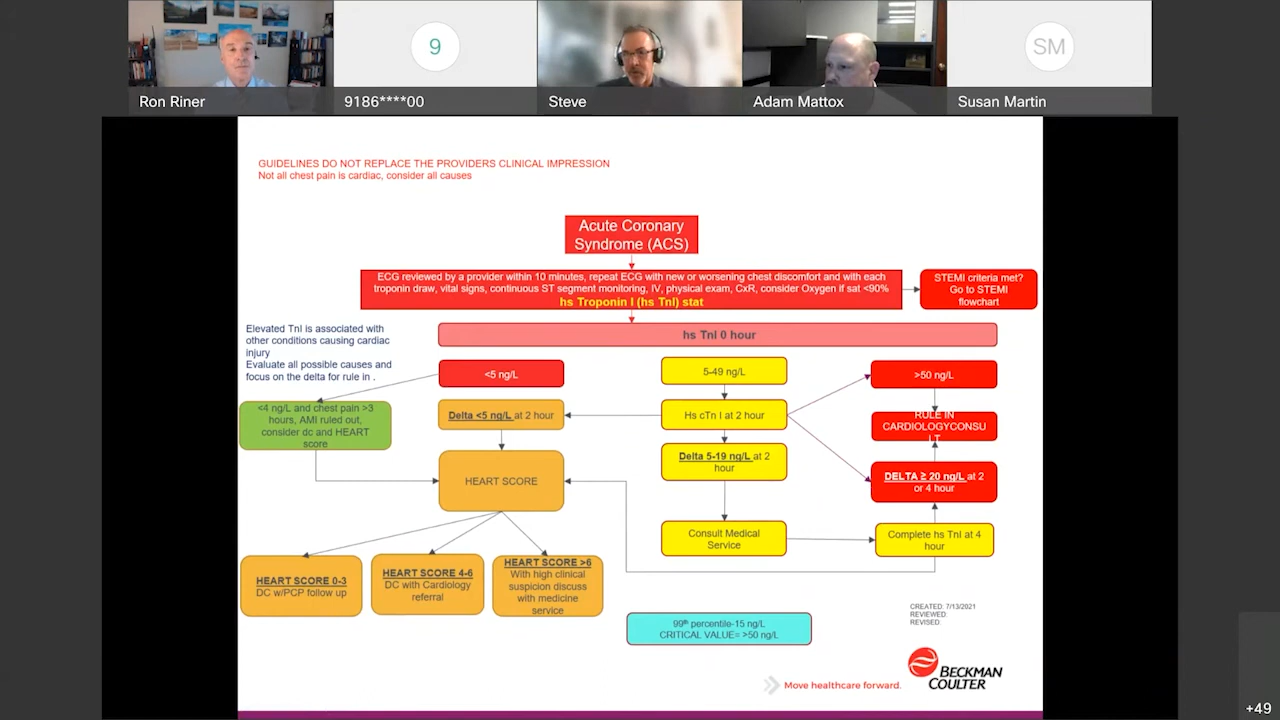 9
SM
Ron Riner
9186****00
Steve
Adam Mattox
Susan Martin
GUIDELINES DO NOT REPLACE THE PROVIDERS CLINICAL IMPRESSION
Not all chest pain is cardiac, consider all causes
Acute Coronary
Syndrome (ACS)
ECG reviewed by a provider within 10 minutes, repeat ECG with new or worsening chest discomfort and with each
troponin draw, vital signs, continuous ST segment monitoring, IV, physical exam, CxR, consider Oxygen if sat <90%
hs Troponin I (hs TnI) stat
STEMI criteria met?
Go to STEMI
flowchart
Elevated TnI is associated with
other conditions causing cardiac
injury
Evaluate all possible causes and
focus on the delta for rule in .
hs TnI 0 hour
<5 ng/L
5-49 ng/L
>50 ng/L
<4 ng/L and chest pain >3
hours, AMI ruled out,
consider dc and HEART
score
Delta <5 ng/L at 2 hour
Hs cTn I at 2 hour
RULE IN
CARDIOLOGYCONSU
LT
Delta 5-19 ng/L at 2
hour
DELTA ≥ 20 ng/L at 2
or 4 hour
HEART SCORE
Consult Medical
Service
Complete hs TnI at 4
hour
HEART SCORE 0-3
DC w/PCP follow up
HEART SCORE 4-6
DC with Cardiology
referral
HEART SCORE >6
With high clinical
suspicion discuss
with medicine
service
99th percentile-15 ng/L
CRITICAL VALUE= >50 ng/L
CREATED: 7/13/2021
REVIEWED:
REVISED:
Move healthcare forward.
BECKMAN
COULTER
+49